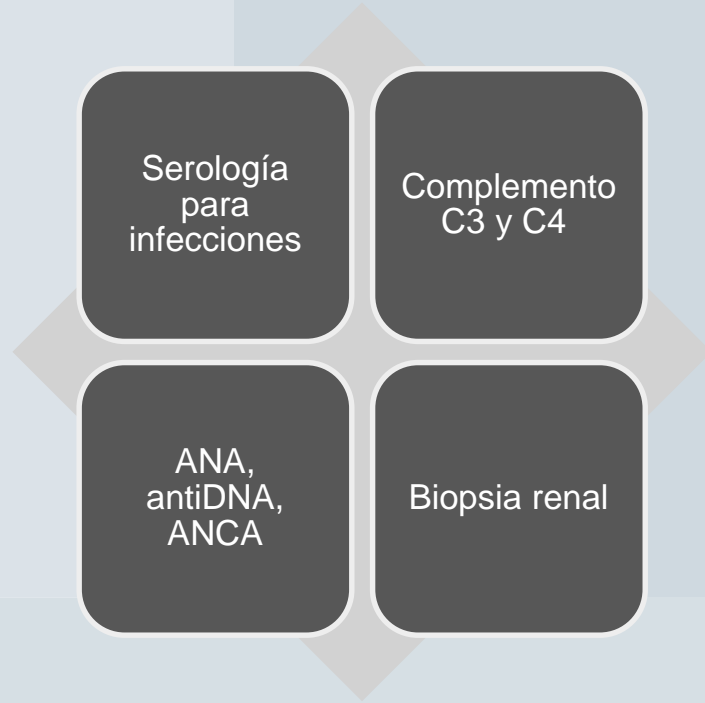 Serología
para
infecciones
Complemento
C3 y C4
ANA,
antiDNA,
ANCA
Biopsia renal